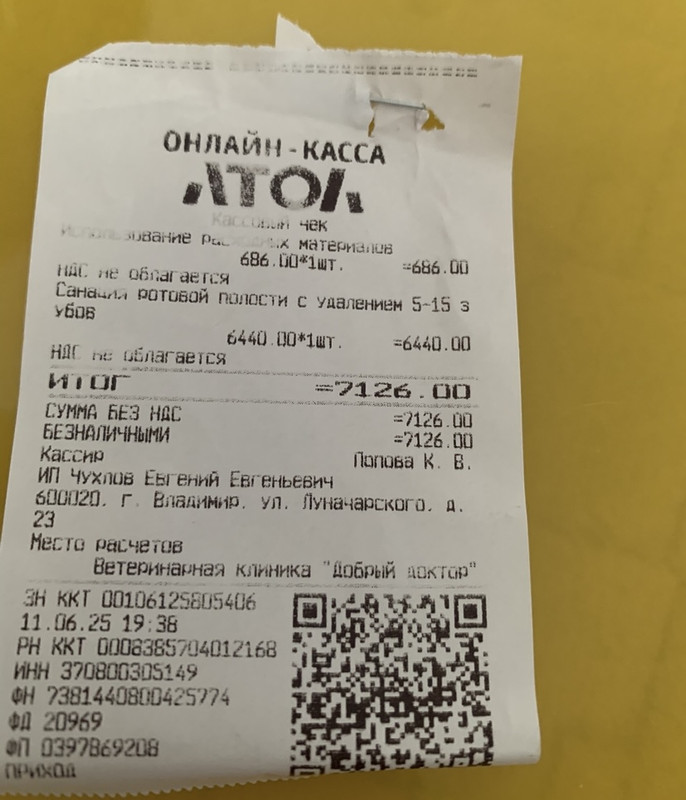 ОНЛАЙН-КАССА
АТОЛ
Кассовый чек
Использование расходных материалов
686.00*1шт. =686.00
НДС не облагается
Санация ротовой полости с удалением 5-15 з
убов
6440.00*1шт. =6440.00
НДС не облагается
ИТОГ =7126.00
СУММА БЕЗ НДС =7126.00
БЕЗНАЛИЧНЫМИ =7126.00
Кассир Попова К. В.
ИП Чухлов Евгений Евгеньевич
600020, г. Владимир, ул. Луначарского, д.
23
Место расчетов
Ветеринарная клиника "Добрый доктор"
ЗН ККТ 00106125805406
11.06.25 19:38
РН ККТ 0008385704012168
ИНН 370800305149
ФН 7381440800425774
ФД 20969
ФП 0397869208
ПРИХОД